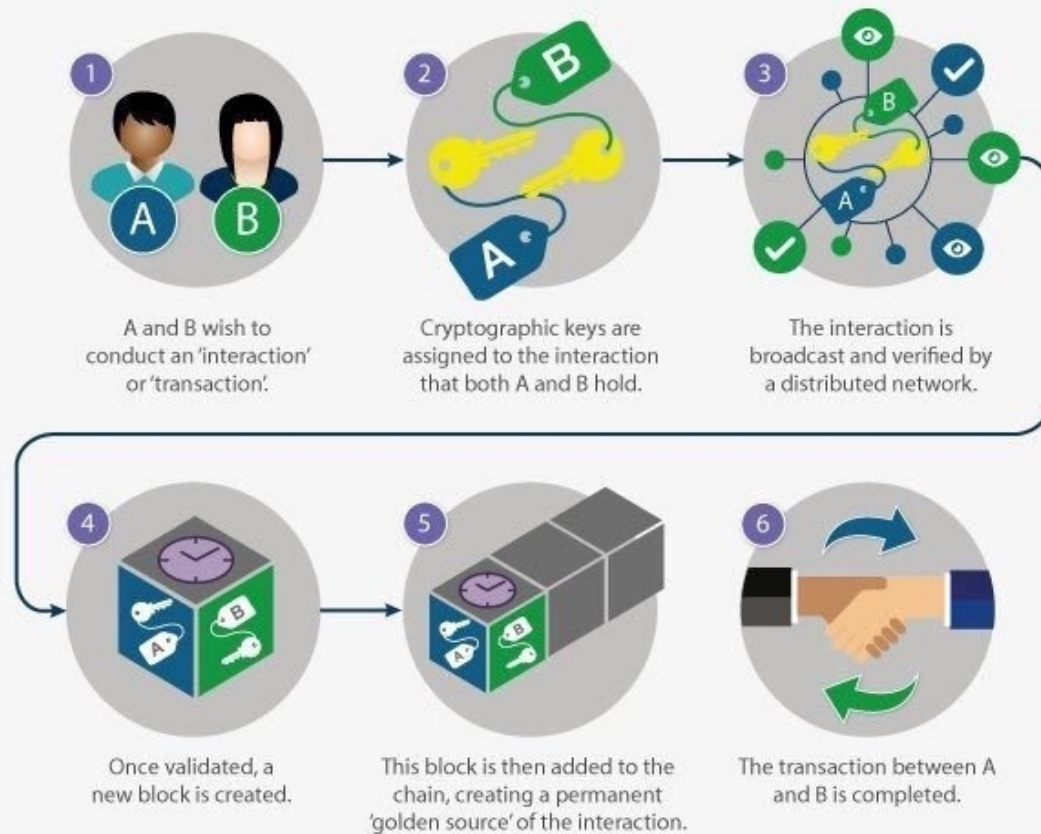 1
A
B
A and B wish to
conduct an 'interaction'
or 'transaction'.
2
B
A
Cryptographic keys are
assigned to the interaction
that both A and B hold.
3
B
A
The interaction is
broadcast and verified by
a distributed network.
4
A
B
Once validated, a
new block is created.
5
A
B
This block is then added to the
chain, creating a permanent
'golden source' of the interaction.
6
The transaction between A
and B is completed.